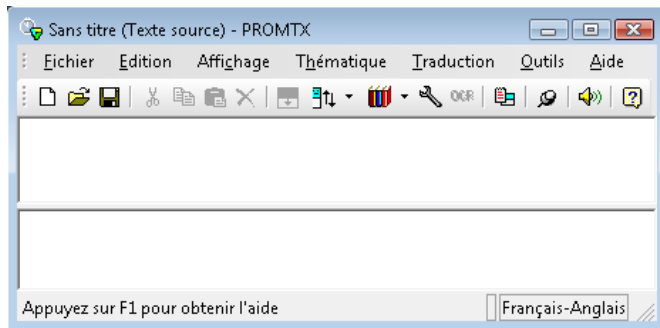 Sans titre (Texte source) - PROMTX
Fichier Edition Affichage Thématique Traduction Outils Aide
OCR
Appuyez sur F1 pour obtenir l'aide Français-Anglais